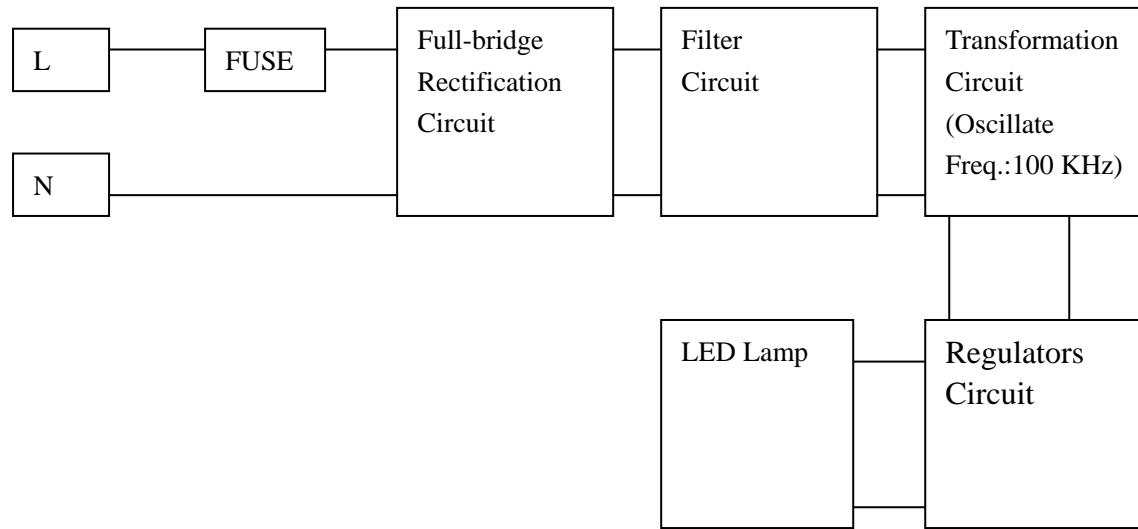 L
FUSE
Full-bridge
Rectification
Circuit
Filter
Circuit
Transformation
Circuit
(Oscillate
Freq.:100 KHz)
N
LED Lamp
Regulators
Circuit